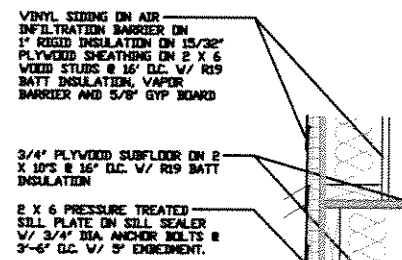 VINYL SIDING ON AIR
INFILTRATION BARRIER ON
1" RIGID INSULATION ON 15/32"
PLYWOOD SHEATHING ON 2 X 6
WOOD STUDS @ 16' O.C. W/ R19
BATT INSULATION, VAPOR
BARRIER AND 5/8" GYP BOARD
3/4" PLYWOOD SUBFLOOR ON 2
X 10'S @ 16" O.C. W/ R19 BATT
INSULATION
2 X 6 PRESSURE TREATED
SILL PLATE ON SILL SEALER
W/ 3/4" DIA. ANCHOR BOLTS @
3'-6" O.C. W/ 5" EMBEDMENT.